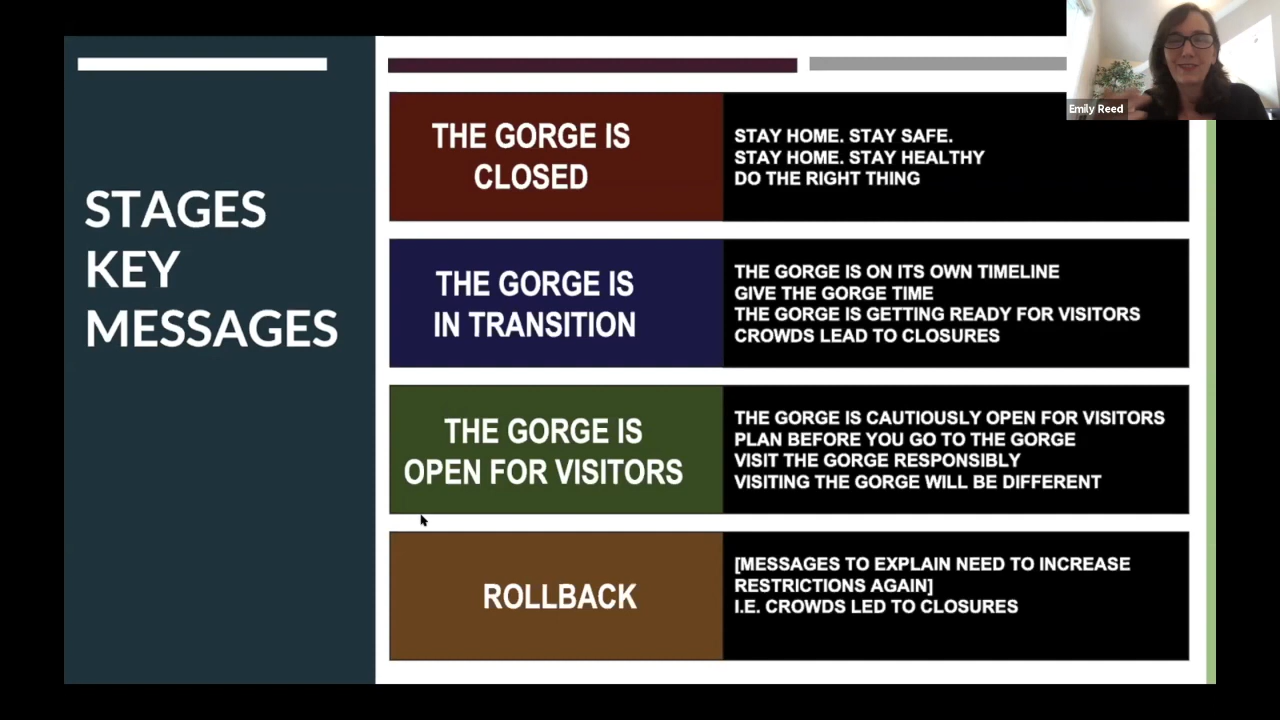 STAGES
KEY
MESSAGES
THE GORGE IS
CLOSED
STAY HOME. STAY SAFE.
STAY HOME. STAY HEALTHY
DO THE RIGHT THING
THE GORGE IS
IN TRANSITION
THE GORGE IS ON ITS OWN TIMELINE
GIVE THE GORGE TIME
THE GORGE IS GETTING READY FOR VISITORS
CROWDS LEAD TO CLOSURES
THE GORGE IS
OPEN FOR VISITORS
THE GORGE IS CAUTIOUSLY OPEN FOR VISITORS
PLAN BEFORE YOU GO TO THE GORGE
VISIT THE GORGE RESPONSIBLY
VISITING THE GORGE WILL BE DIFFERENT
ROLLBACK
[MESSAGES TO EXPLAIN NEED TO INCREASE
RESTRICTIONS AGAIN]
I.E. CROWDS LED TO CLOSURES
Emily Reed